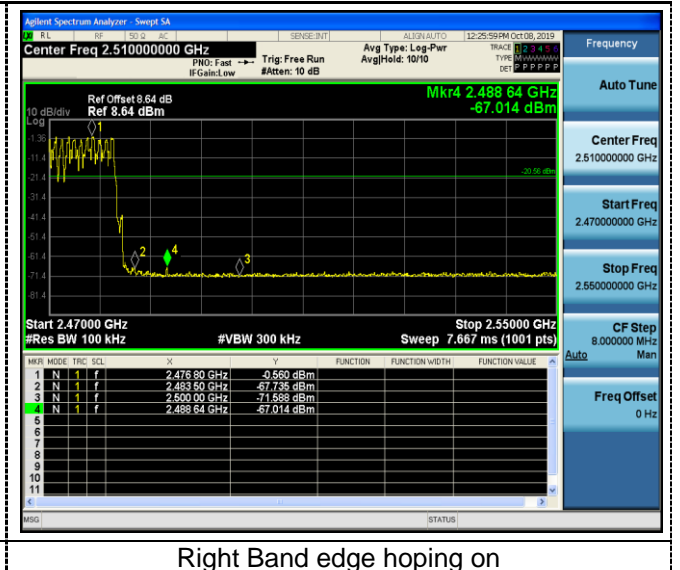 Agilent Spectrum Analyzer - Swept SA
RL RF 50 Ω AC SENSE:INT ALIGN AUTO 12:25:59PM Oct 08, 2019
Center Freq 2.510000000 GHz
PNO: Fast
IFGain:Low
Trig: Free Run
#Atten: 10 dB
Avg Type: Log-Pwr
Avg|Hold: 10/10
TRACE 1 2 3 4 5 6
TYPE M
DET P P P P P P
Ref Offset 8.64 dB
10 dB/div Ref 8.64 dBm
Log
Mkr4 2.488 64 GHz
-67.014 dBm
1
-1.36
-11.4
-20.56 dBm
-21.4
-31.4
-41.4
-51.4
2 4 3
-61.4
-71.4
-81.4
Start 2.47000 GHz Stop 2.55000 GHz
#Res BW 100 kHz #VBW 300 kHz Sweep 7.667 ms (1001 pts)
MKR MODE TRC SCL X Y FUNCTION FUNCTION WIDTH FUNCTION VALUE
1 N 1 f 2.476 80 GHz -0.560 dBm
2 N 1 f 2.483 50 GHz -67.735 dBm
3 N 1 f 2.500 00 GHz -71.588 dBm
4 N 1 f 2.488 64 GHz -67.014 dBm
5
6
7
8
9
10
11
MSG STATUS
Frequency
Auto Tune
Center Freq
2.510000000 GHz
Start Freq
2.470000000 GHz
Stop Freq
2.550000000 GHz
CF Step
8.000000 MHz
Auto Man
Freq Offset
0 Hz
Right Band edge hoping on